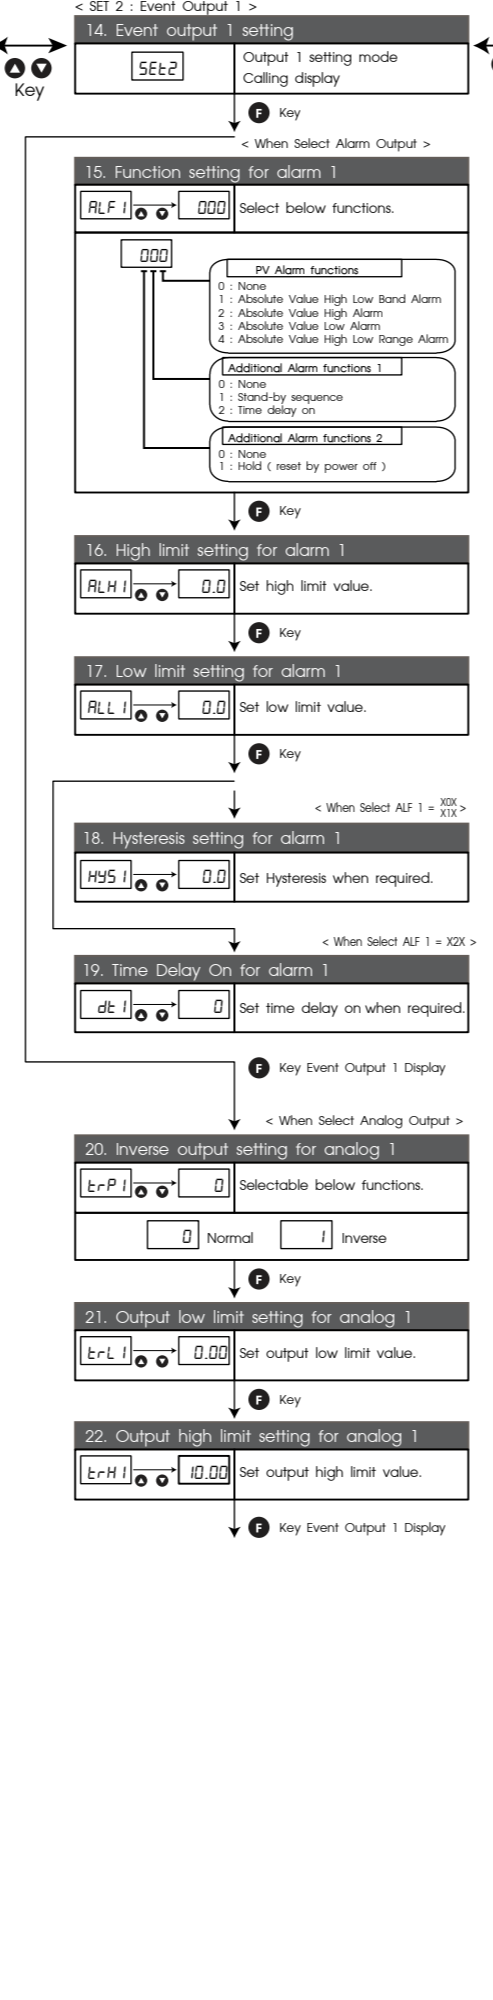 < SET 2 : Event Output 1 >
14. Event output 1 setting
SEt2
Output 1 setting mode
Calling display
Key
F Key
< When Select Alarm Output >
15. Function setting for alarm 1
ALF1 000 Select below functions.
000
PV Alarm functions
0 : None
1 : Absolute Value High Low Band Alarm
2 : Absolute Value High Alarm
3 : Absolute Value Low Alarm
4 : Absolute Value High Low Range Alarm
Additional Alarm functions 1
0 : None
1 : Stand-by sequence
2 : Time delay on
Additional Alarm functions 2
0 : None
1 : Hold ( reset by power off )
F Key
16. High limit setting for alarm 1
ALH1 0.0 Set high limit value.
F Key
17. Low limit setting for alarm 1
ALL1 0.0 Set low limit value.
F Key
< When Select ALF 1 = X0X
X1X >
18. Hysteresis setting for alarm 1
HYS1 0.0 Set Hysteresis when required.
< When Select ALF 1 = X2X >
19. Time Delay On for alarm 1
dt1 0 Set time delay on when required.
F Key Event Output 1 Display
< When Select Analog Output >
20. Inverse output setting for analog 1
trP1 0 Selectable below functions.
0 Normal 1 Inverse
F Key
21. Output low limit setting for analog 1
trL1 0.00 Set output low limit value.
F Key
22. Output high limit setting for analog 1
trH1 10.00 Set output high limit value.
F Key Event Output 1 Display